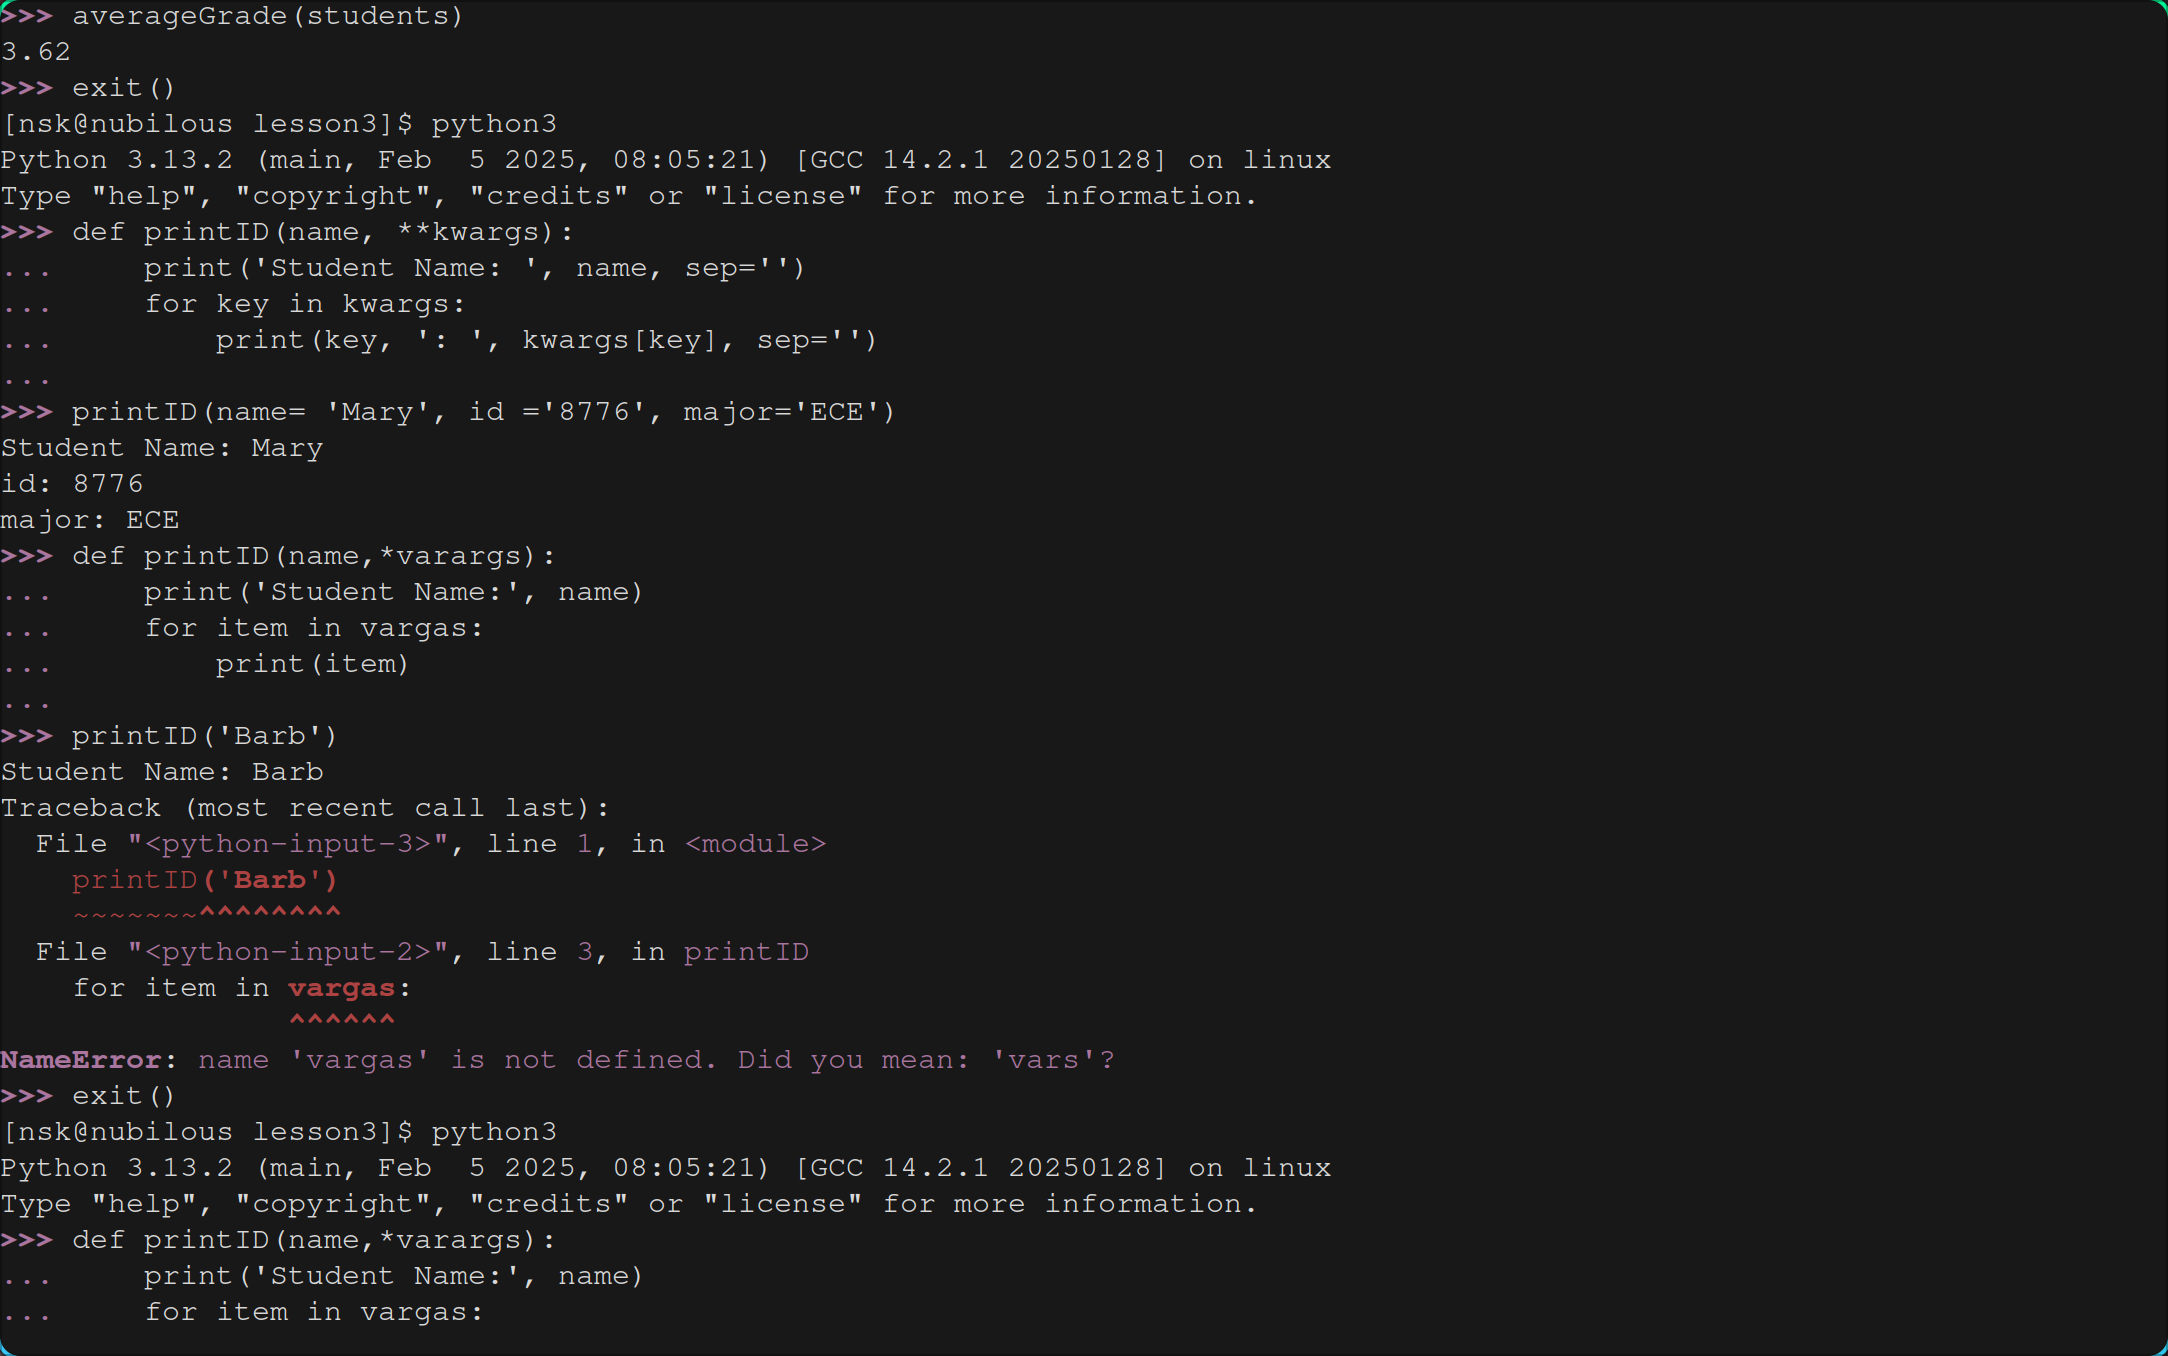 >>> averageGrade(students)
3.62
>>> exit()
[nsk@nubilous lesson3]$ python3
Python 3.13.2 (main, Feb  5 2025, 08:05:21) [GCC 14.2.1 20250128] on linux
Type "help", "copyright", "credits" or "license" for more information.
>>> def printID(name, **kwargs):
...     print('Student Name: ', name, sep='')
...     for key in kwargs:
...         print(key, ': ', kwargs[key], sep='')
...
>>> printID(name= 'Mary', id ='8776', major='ECE')
Student Name: Mary
id: 8776
major: ECE
>>> def printID(name,*varargs):
...     print('Student Name:', name)
...     for item in vargas:
...         print(item)
...
>>> printID('Barb')
Student Name: Barb
Traceback (most recent call last):
  File "<python-input-3>", line 1, in <module>
    printID('Barb')
    ~~~~~~~^^^^^^^^
  File "<python-input-2>", line 3, in printID
    for item in vargas:
                ^^^^^^
NameError: name 'vargas' is not defined. Did you mean: 'vars'?
>>> exit()
[nsk@nubilous lesson3]$ python3
Python 3.13.2 (main, Feb  5 2025, 08:05:21) [GCC 14.2.1 20250128] on linux
Type "help", "copyright", "credits" or "license" for more information.
>>> def printID(name,*varargs):
...     print('Student Name:', name)
...     for item in vargas: